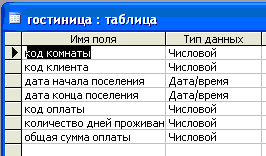 гостиница : таблица
Имя поля Тип данных
код комнаты Числовой
код клиента Числовой
дата начала поселения Дата/время
дата конца поселения Дата/время
код оплаты Числовой
количество дней проживан Числовой
общая сумма оплаты Числовой